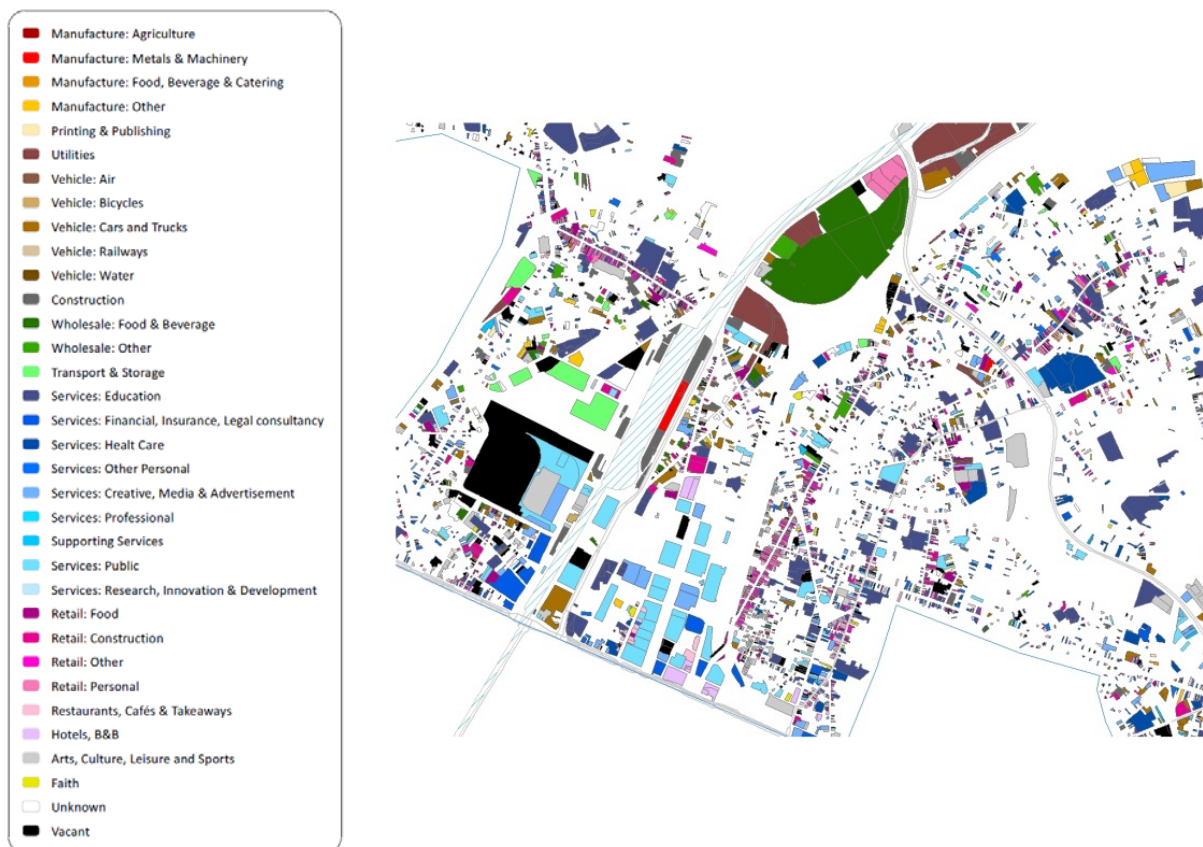 Manufacture: Agriculture
Manufacture: Metals & Machinery
Manufacture: Food, Beverage & Catering
Manufacture: Other
Printing & Publishing
Utilities
Vehicle: Air
Vehicle: Bicycles
Vehicle: Cars and Trucks
Vehicle: Railways
Vehicle: Water
Construction
Wholesale: Food & Beverage
Wholesale: Other
Transport & Storage
Services: Education
Services: Financial, Insurance, Legal consultancy
Services: Healt Care
Services: Other Personal
Services: Creative, Media & Advertisement
Services: Professional
Supporting Services
Services: Public
Services: Research, Innovation & Development
Retail: Food
Retail: Construction
Retail: Other
Retail: Personal
Restaurants, Cafés & Takeaways
Hotels, B&B
Arts, Culture, Leisure and Sports
Faith
Unknown
Vacant